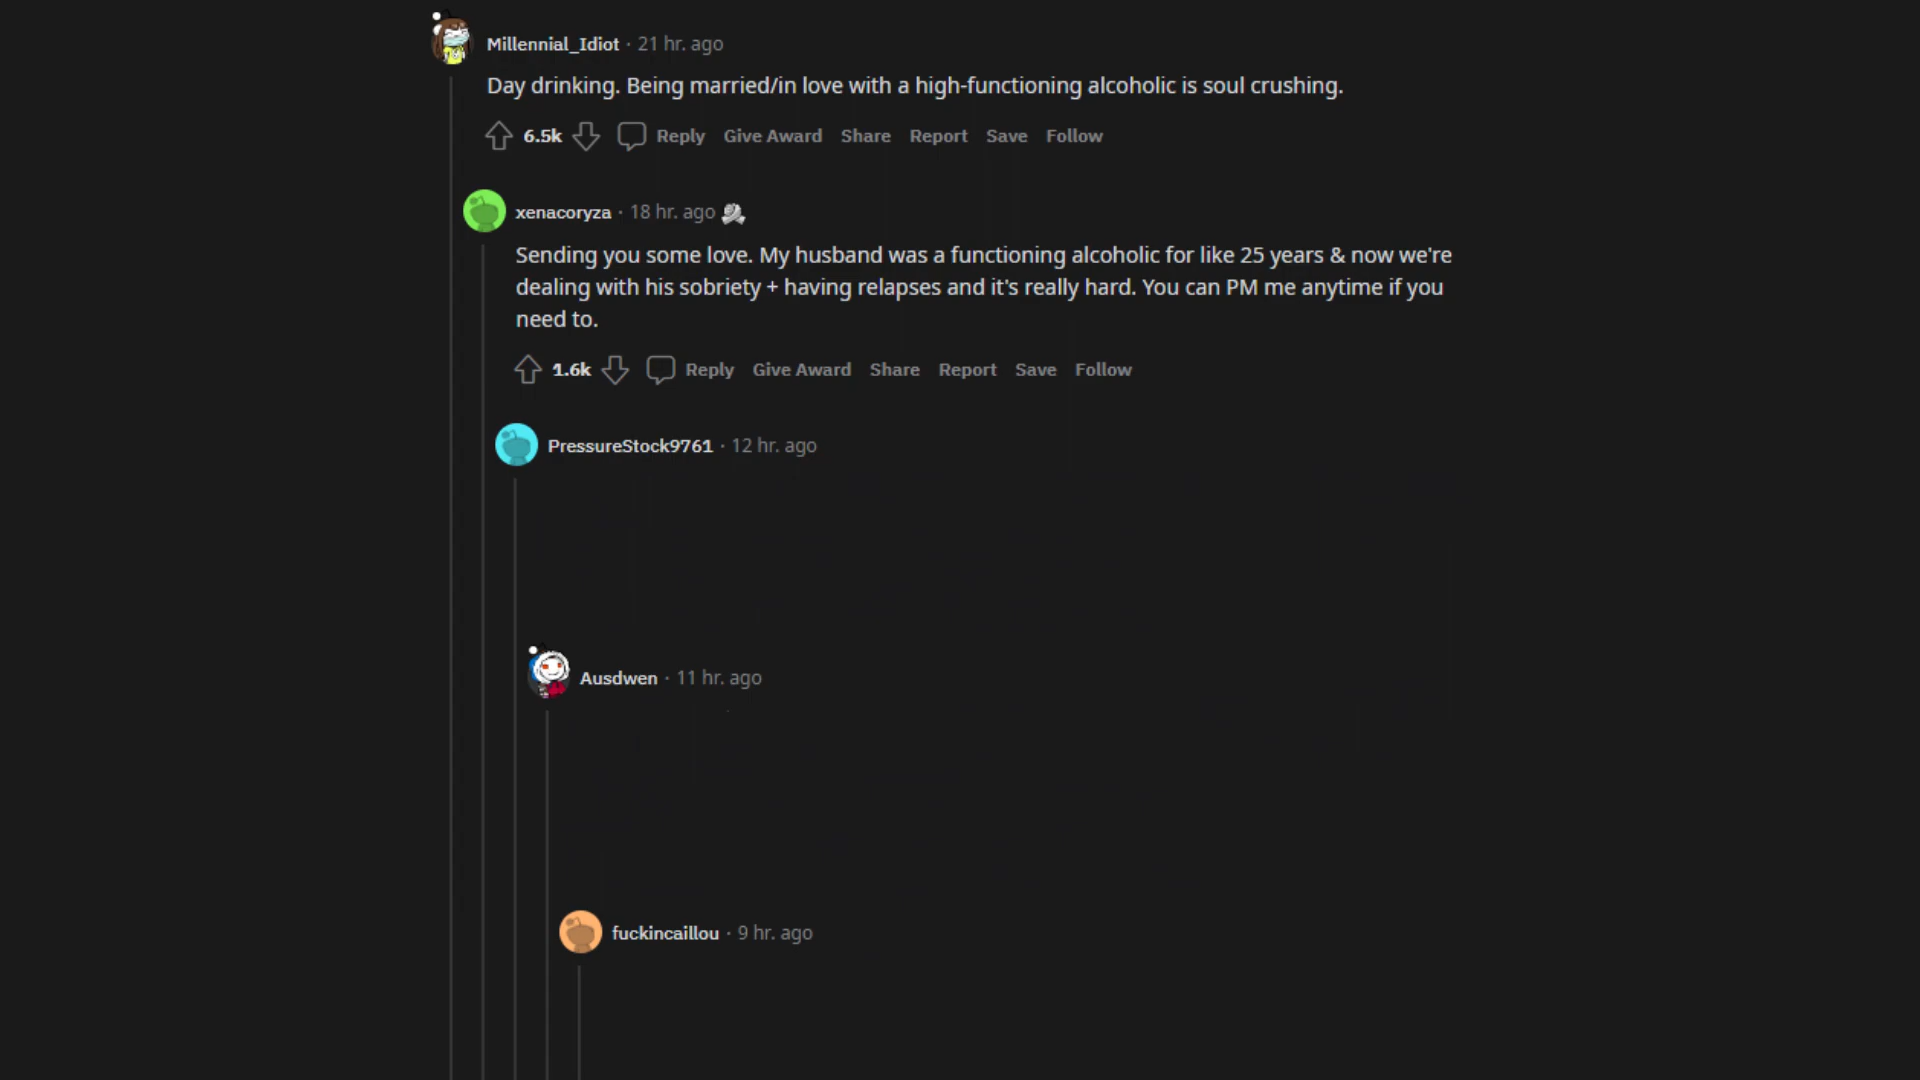 Millennial_Idiot · 21 hr. ago
Day drinking. Being married/in love with a high-functioning alcoholic is soul crushing.
6.5k Reply Give Award Share Report Save Follow
xenacoryza · 18 hr. ago
Sending you some love. My husband was a functioning alcoholic for like 25 years & now we're
dealing with his sobriety + having relapses and it's really hard. You can PM me anytime if you
need to.
1.6k Reply Give Award Share Report Save Follow
PressureStock9761 · 12 hr. ago
Ausdwen · 11 hr. ago
fuckincaillou · 9 hr. ago